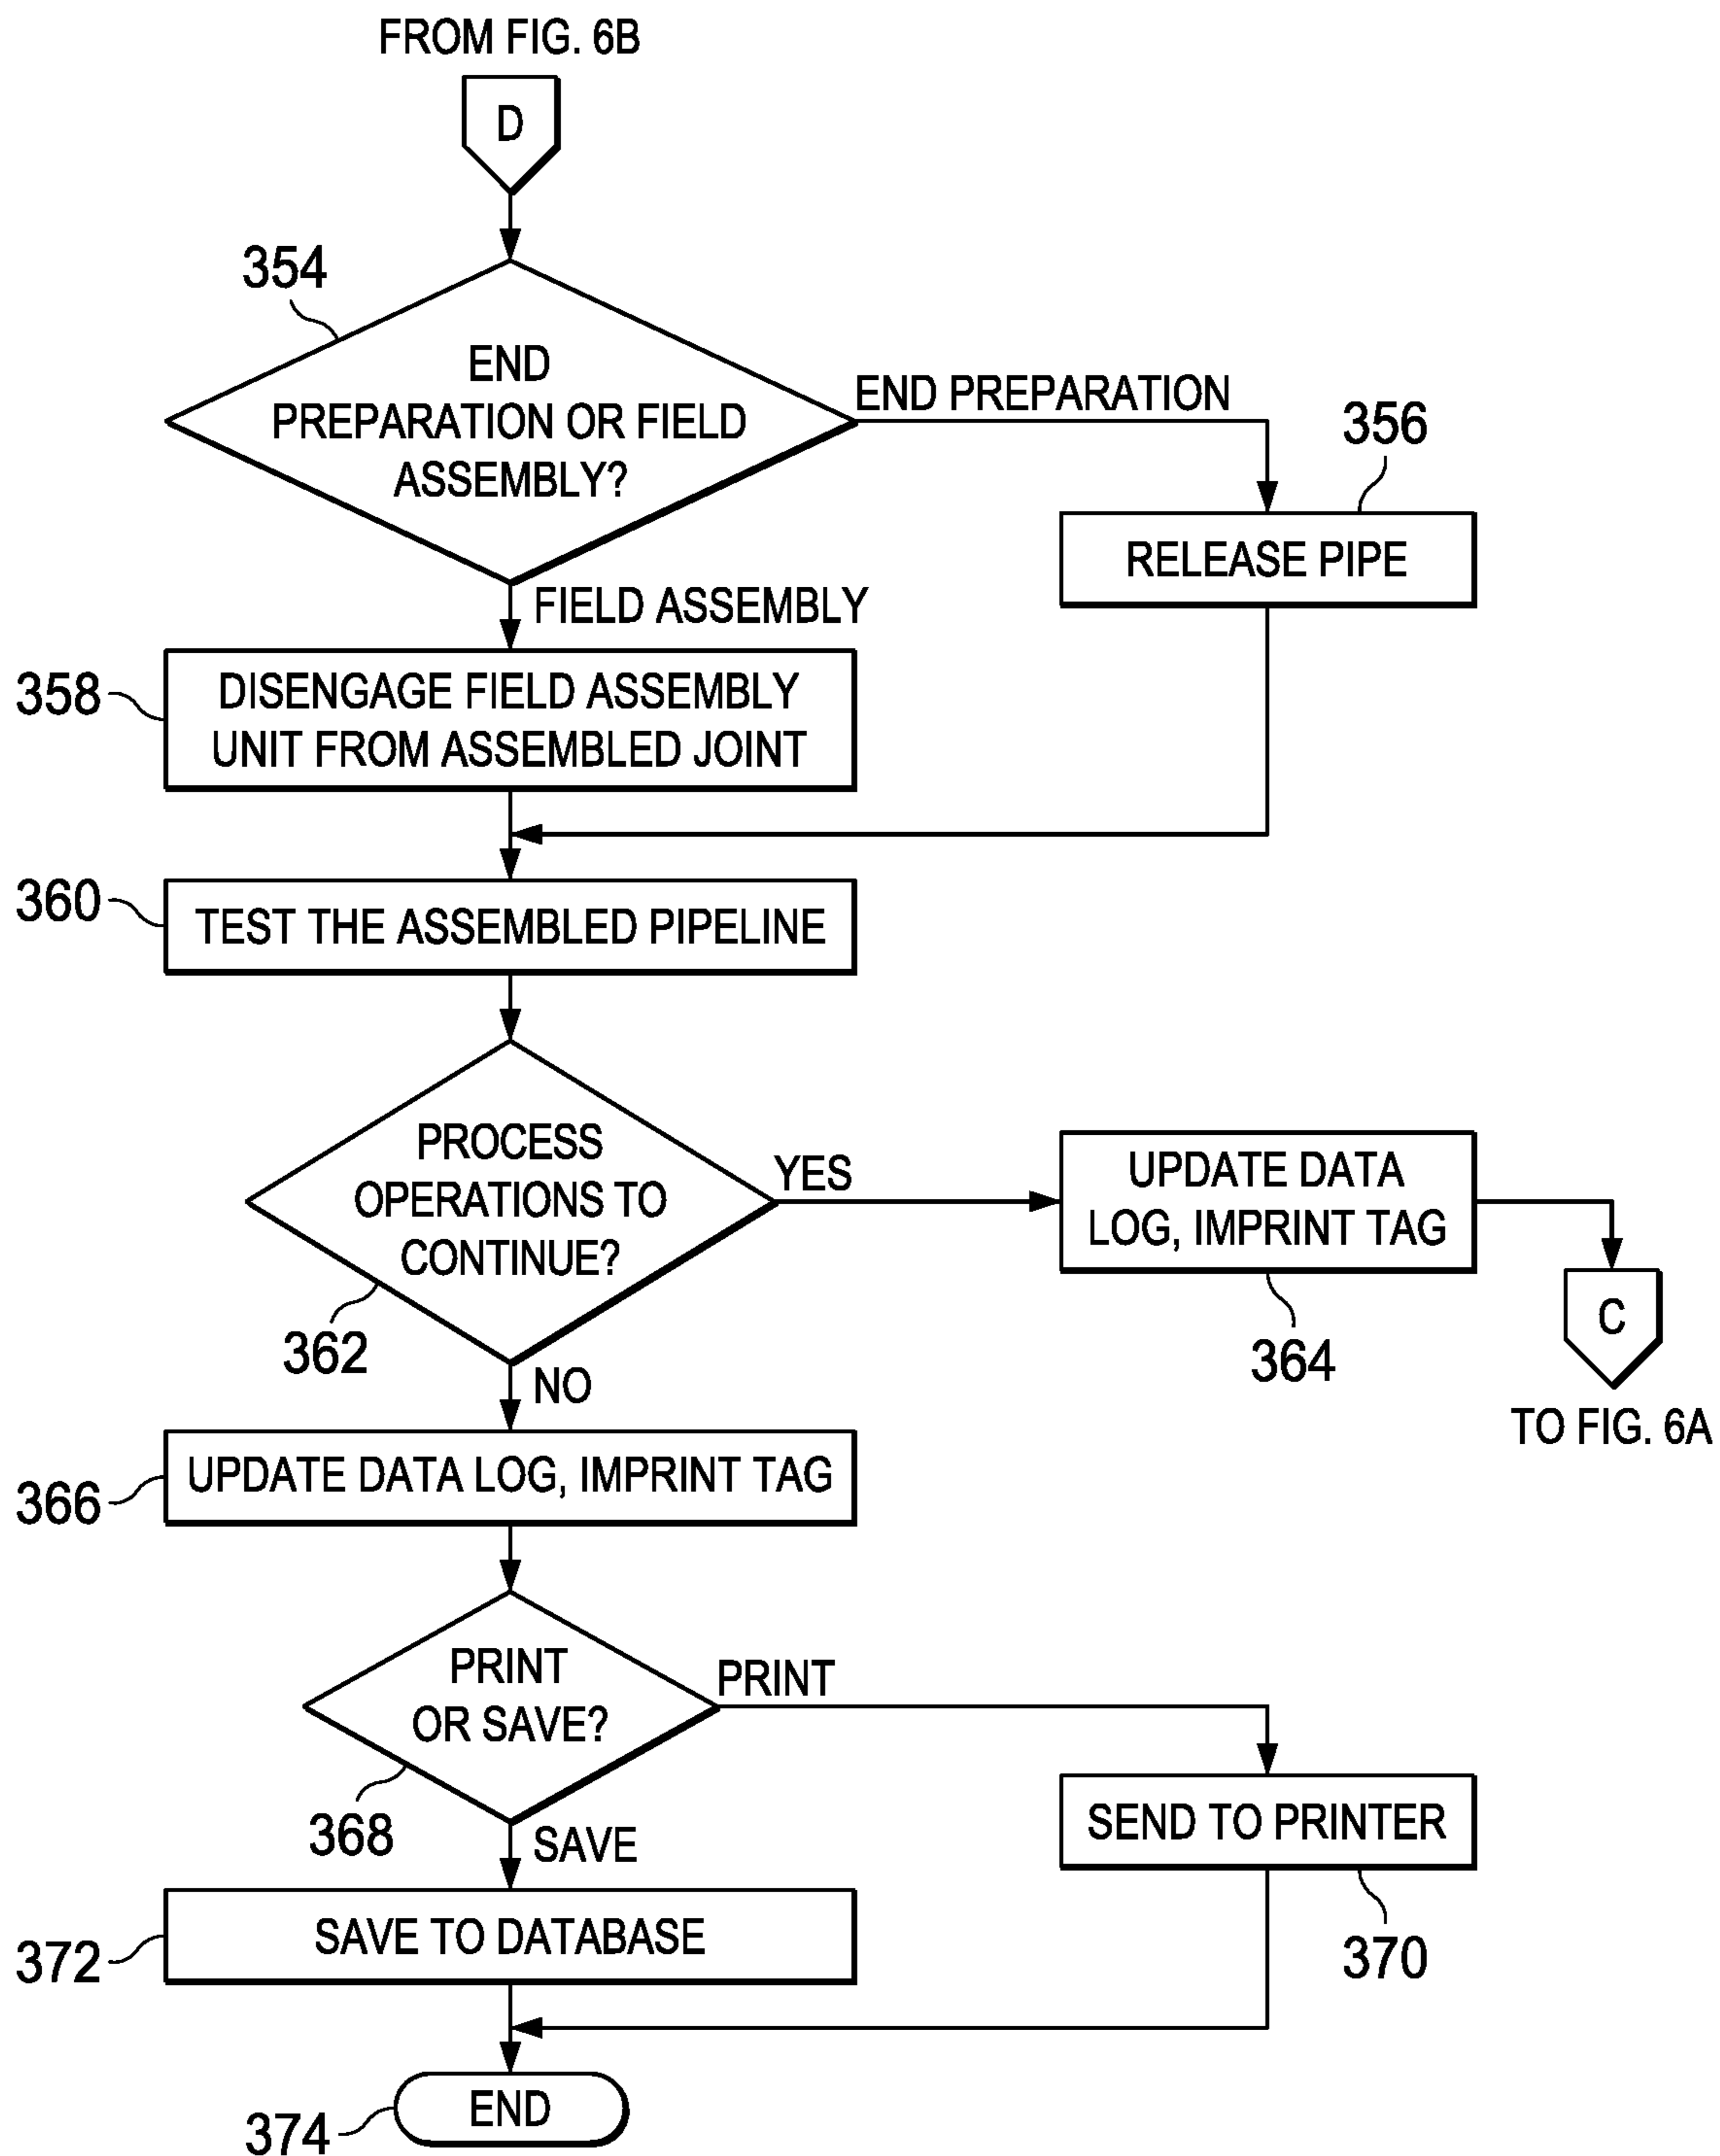 FROM FIG. 6B
D
354
END
PREPARATION OR FIELD
ASSEMBLY?
END PREPARATION
356
RELEASE PIPE
FIELD ASSEMBLY
358
DISENGAGE FIELD ASSEMBLY
UNIT FROM ASSEMBLED JOINT
360
TEST THE ASSEMBLED PIPELINE
PROCESS
OPERATIONS TO
CONTINUE?
362
YES
UPDATE DATA
LOG, IMPRINT TAG
364
C
TO FIG. 6A
NO
366
UPDATE DATA LOG, IMPRINT TAG
PRINT
OR SAVE?
368
PRINT
SEND TO PRINTER
370
SAVE
372
SAVE TO DATABASE
END
374